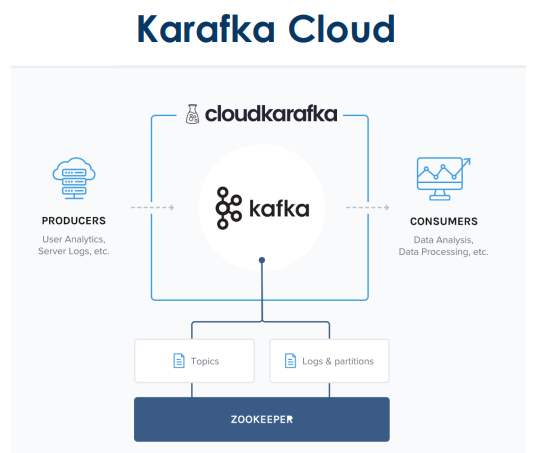 Karafka Cloud
cloudkarafka
kafka
PRODUCERS
User Analytics,
Server Logs, etc.
CONSUMERS
Data Analysis,
Data Processing, etc.
Topics
Logs & partitions
ZOOKEEPER